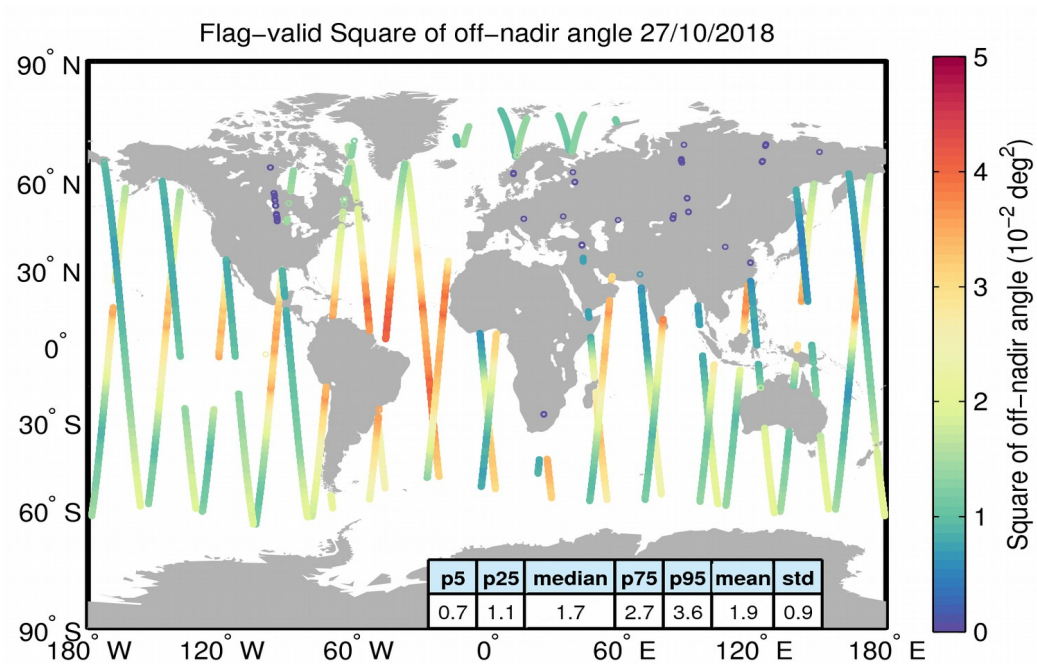 Flag−valid Square of off−nadir angle 27/10/2018
90° N
60° N
30° N
0°
30° S
60° S
90° S
180° W
120° W
60° W
0°
60° E
120° E
180° E
p5 p25 median p75 p95 mean std
0.7 1.1 1.7 2.7 3.6 1.9 0.9
5
4
3
2
1
0
Square of off−nadir angle (10⁻² deg²)